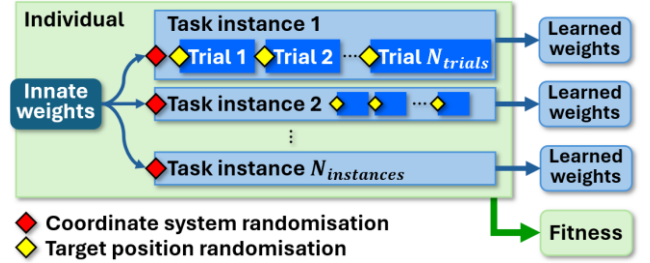 Individual
Task instance 1
Trial 1 Trial 2 ... Trial N_trials
Learned weights
Innate weights
Task instance 2 ...
Learned weights
⋮
Task instance N_instances
Learned weights
Coordinate system randomisation
Target position randomisation
Fitness